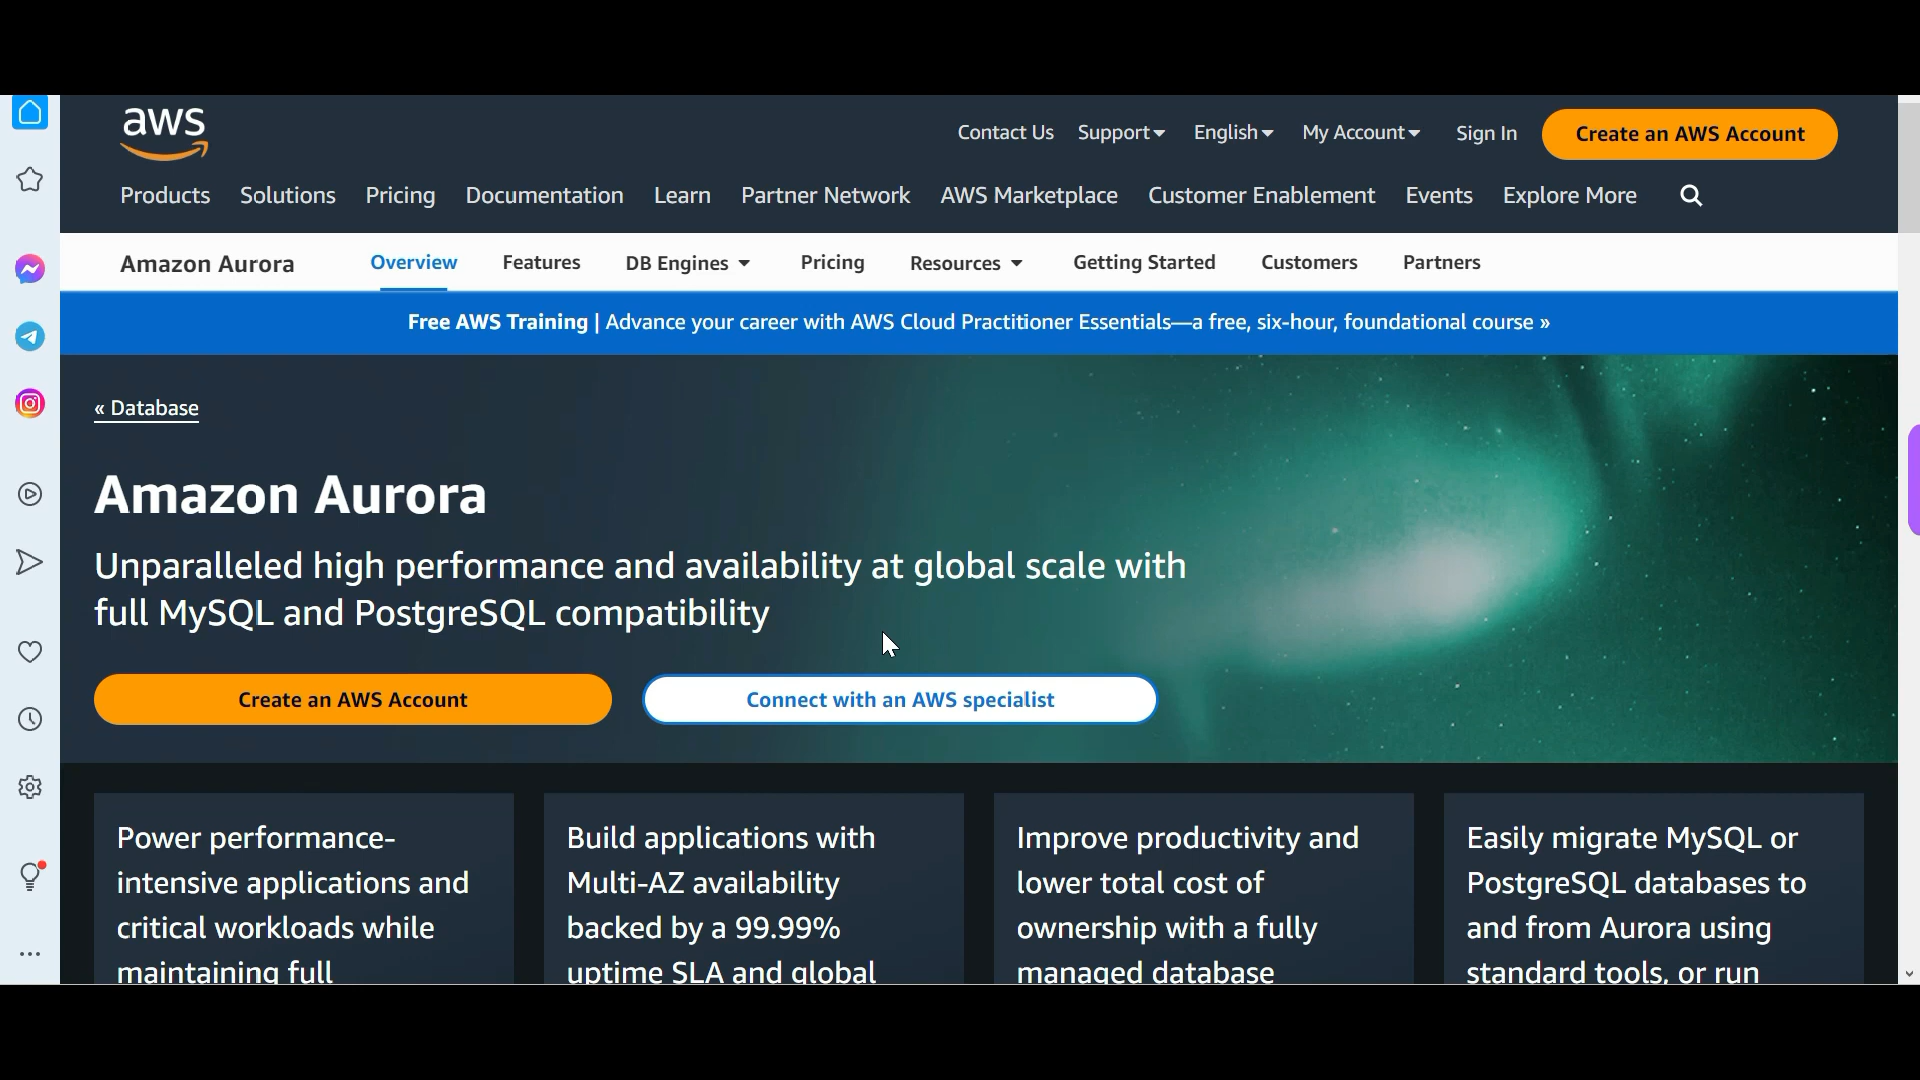 aws
Contact Us Support English My Account Sign In Create an AWS Account
Products Solutions Pricing Documentation Learn Partner Network AWS Marketplace Customer Enablement Events Explore More
Amazon Aurora Overview Features DB Engines Pricing Resources Getting Started Customers Partners
Free AWS Training | Advance your career with AWS Cloud Practitioner Essentials—a free, six-hour, foundational course »
« Database
Amazon Aurora
Unparalleled high performance and availability at global scale with
full MySQL and PostgreSQL compatibility
Create an AWS Account Connect with an AWS specialist
Power performance-
intensive applications and
critical workloads while
maintaining full
Build applications with
Multi-AZ availability
backed by a 99.99%
uptime SLA and global
Improve productivity and
lower total cost of
ownership with a fully
managed database
Easily migrate MySQL or
PostgreSQL databases to
and from Aurora using
standard tools, or run